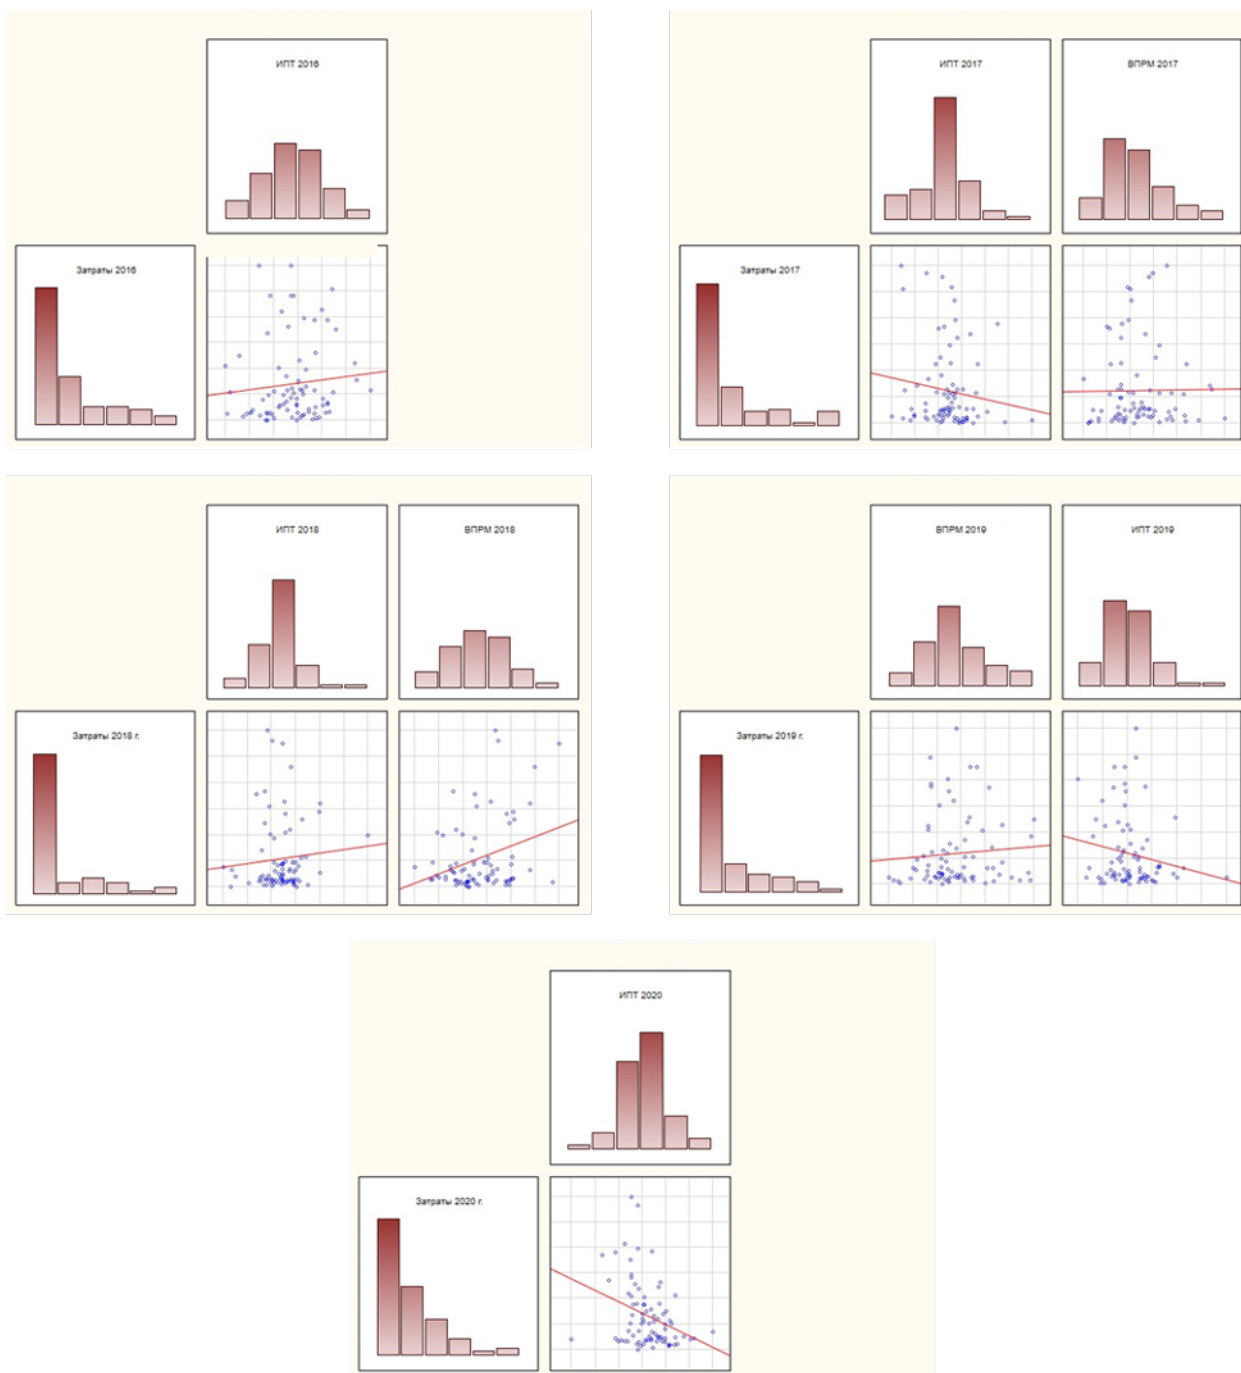 ИПТ 2016
Затраты 2016
ИПТ 2017
ВПРМ 2017
Затраты 2017
ИПТ 2018
ВПРМ 2018
Затраты 2018 г.
ВПРМ 2019
ИПТ 2019
Затраты 2019 г.
ИПТ 2020
Затраты 2020 г.